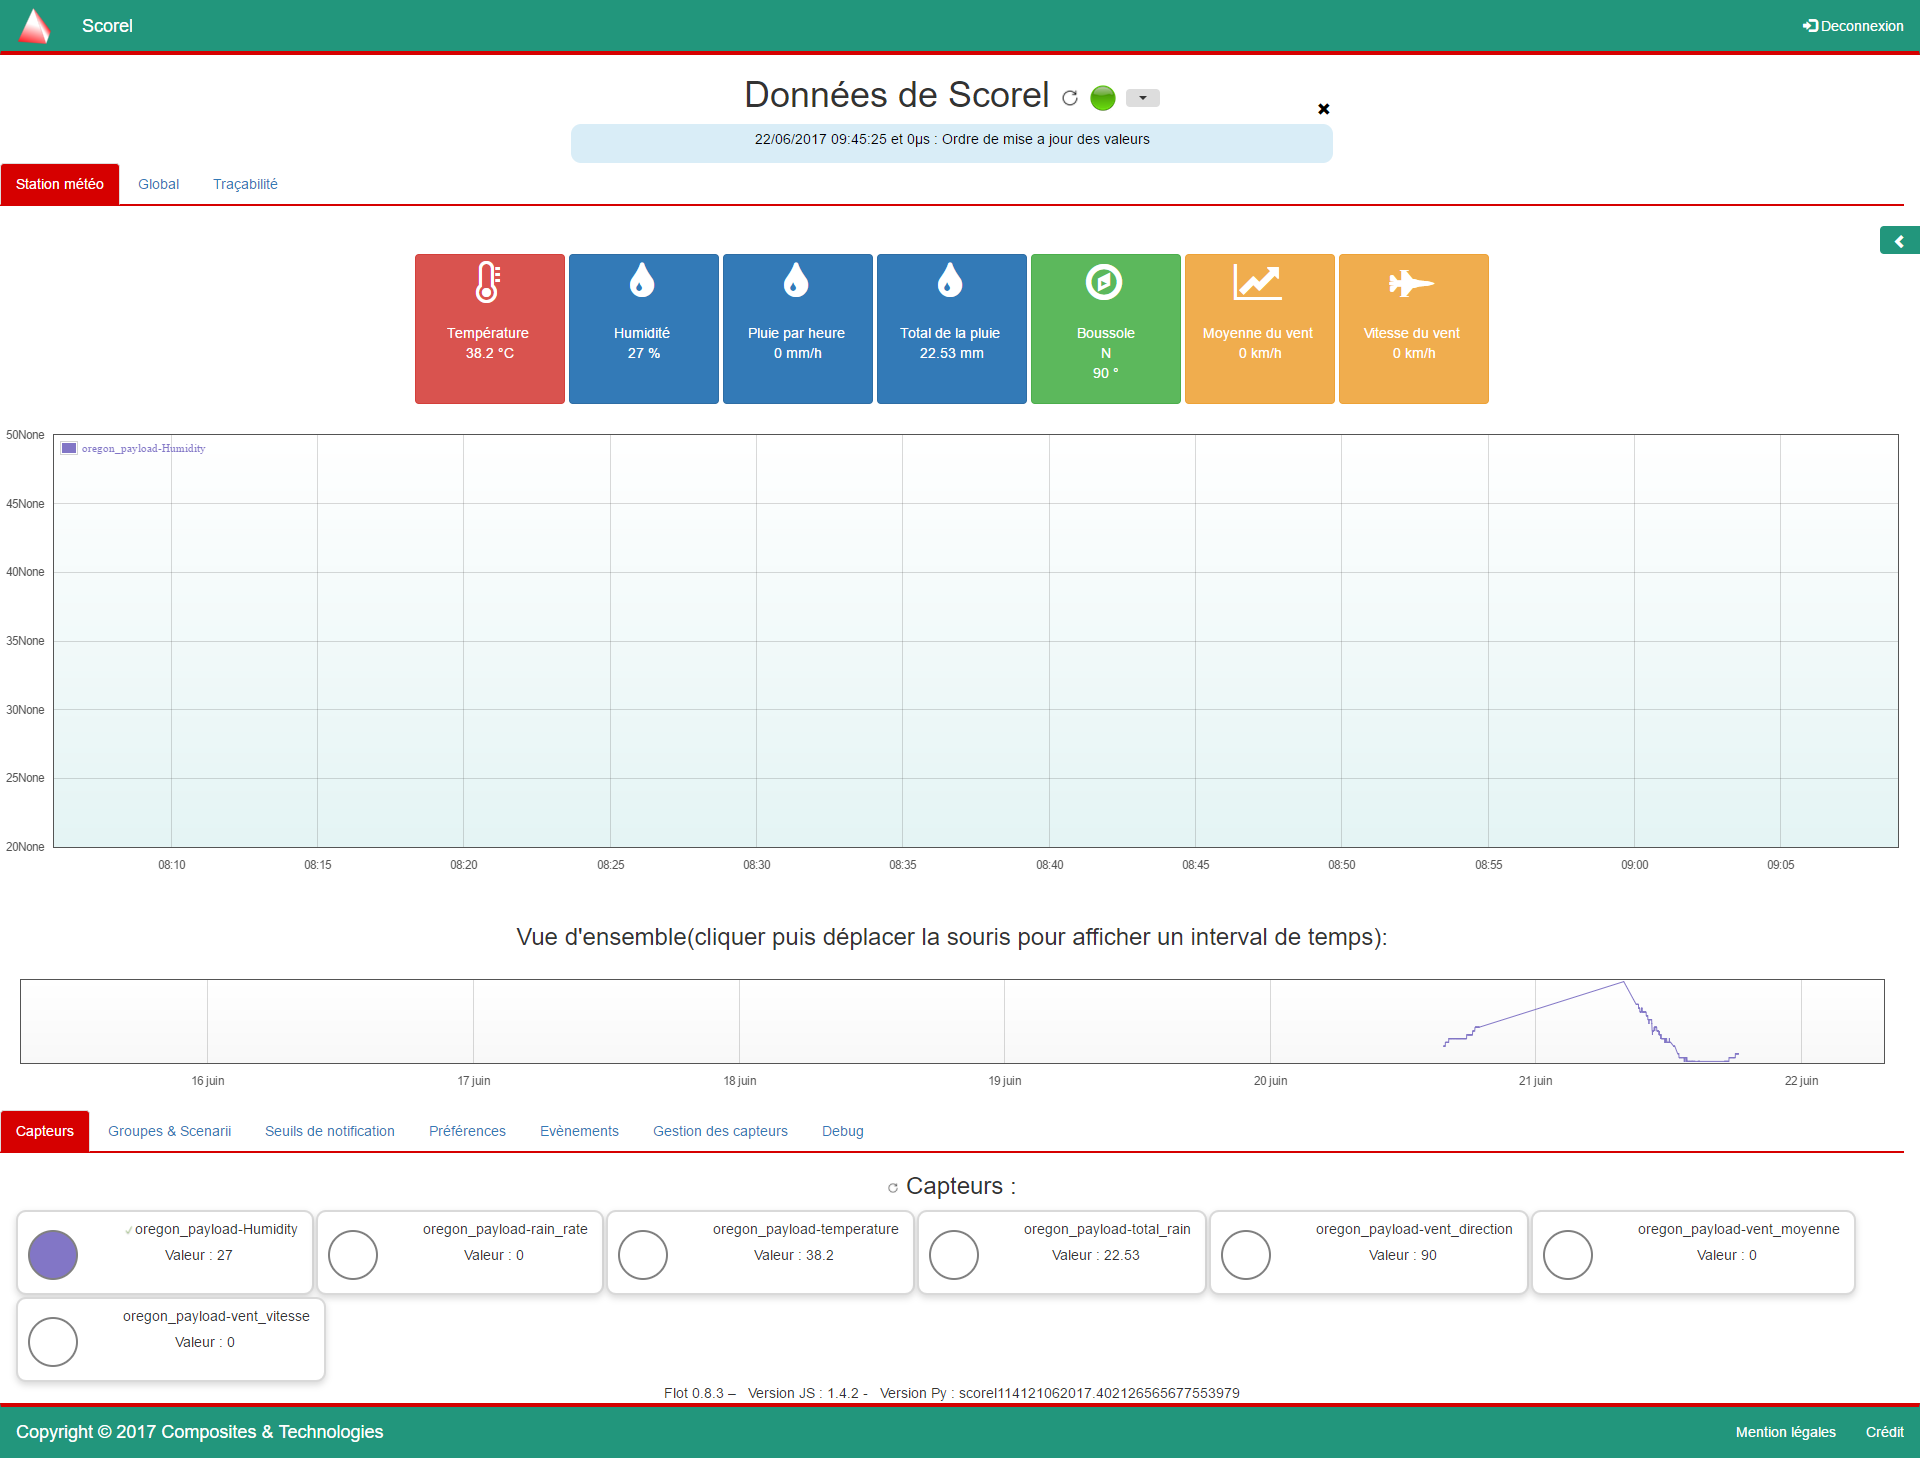 Scorel
Deconnexion
Données de Scorel
22/06/2017 09:45:25 et 0µs : Ordre de mise a jour des valeurs
Station météo Global Traçabilité
Température
38.2 °C
Humidité
27 %
Pluie par heure
0 mm/h
Total de la pluie
22.53 mm
Boussole
N
90 °
Moyenne du vent
0 km/h
Vitesse du vent
0 km/h
oregon_payload-Humidity
50None
45None
40None
35None
30None
25None
20None
08:10 08:15 08:20 08:25 08:30 08:35 08:40 08:45 08:50 08:55 09:00 09:05
Vue d'ensemble(cliquer puis déplacer la souris pour afficher un interval de temps):
16 juin 17 juin 18 juin 19 juin 20 juin 21 juin 22 juin
Capteurs Groupes & Scenarii Seuils de notification Préférences Evènements Gestion des capteurs Debug
Capteurs :
oregon_payload-Humidity
Valeur : 27
oregon_payload-rain_rate
Valeur : 0
oregon_payload-temperature
Valeur : 38.2
oregon_payload-total_rain
Valeur : 22.53
oregon_payload-vent_direction
Valeur : 90
oregon_payload-vent_moyenne
Valeur : 0
oregon_payload-vent_vitesse
Valeur : 0
Flot 0.8.3 – Version JS : 1.4.2 - Version Py : scorel114121062017.402126565677553979
Copyright © 2017 Composites & Technologies
Mention légales Crédit